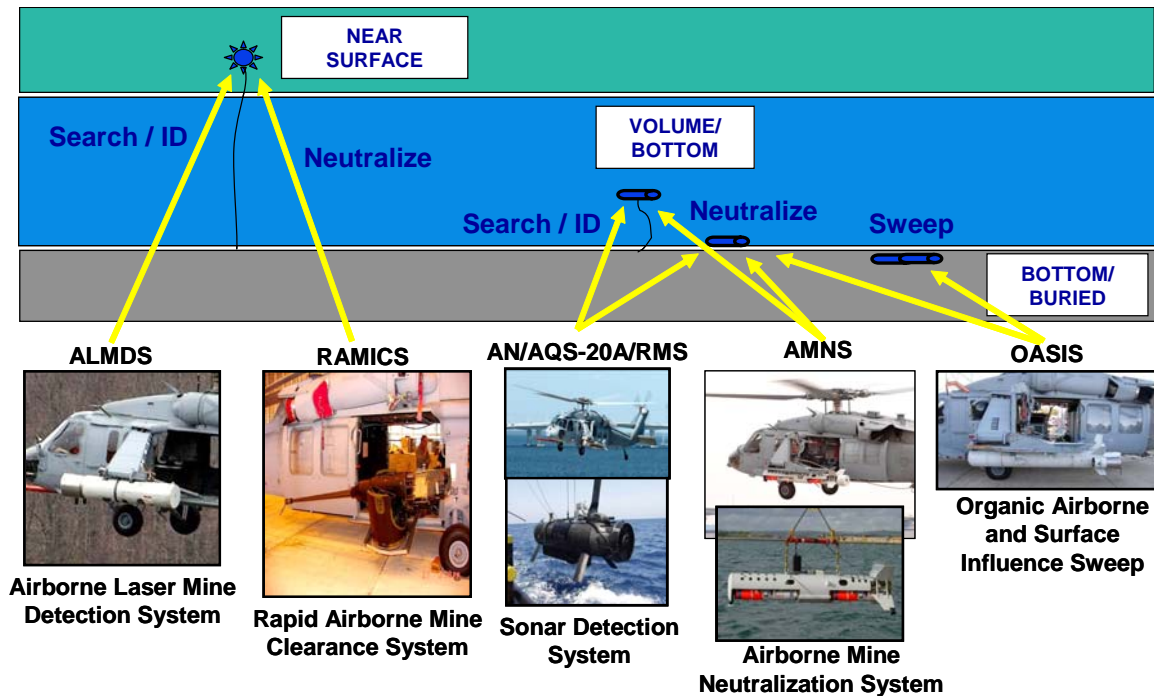 NEAR
SURFACE
Search / ID
Neutralize
VOLUME/
BOTTOM
Search / ID
Neutralize
Sweep
BOTTOM/
BURIED
ALMDS
RAMICS
AN/AQS-20A/RMS
AMNS
OASIS
Airborne Laser Mine
Detection System
Rapid Airborne Mine
Clearance System
Sonar Detection
System
Airborne Mine
Neutralization System
Organic Airborne
and Surface
Influence Sweep